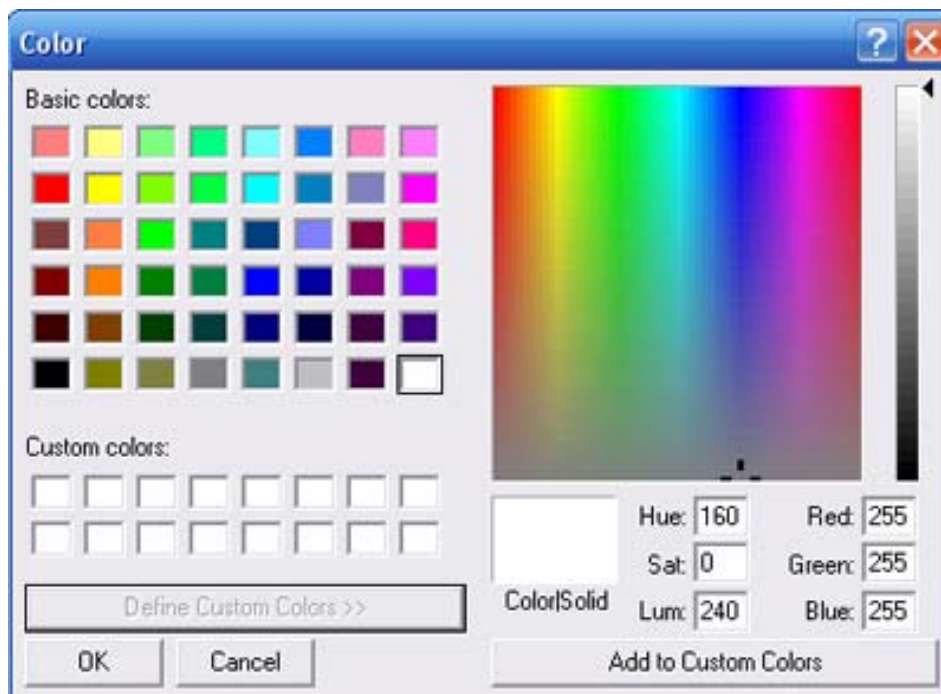 Color
Basic colors:
Custom colors:
Define Custom Colors >>
OK Cancel
Color|Solid
Hue: 160 Red: 255
Sat: 0 Green: 255
Lum: 240 Blue: 255
Add to Custom Colors